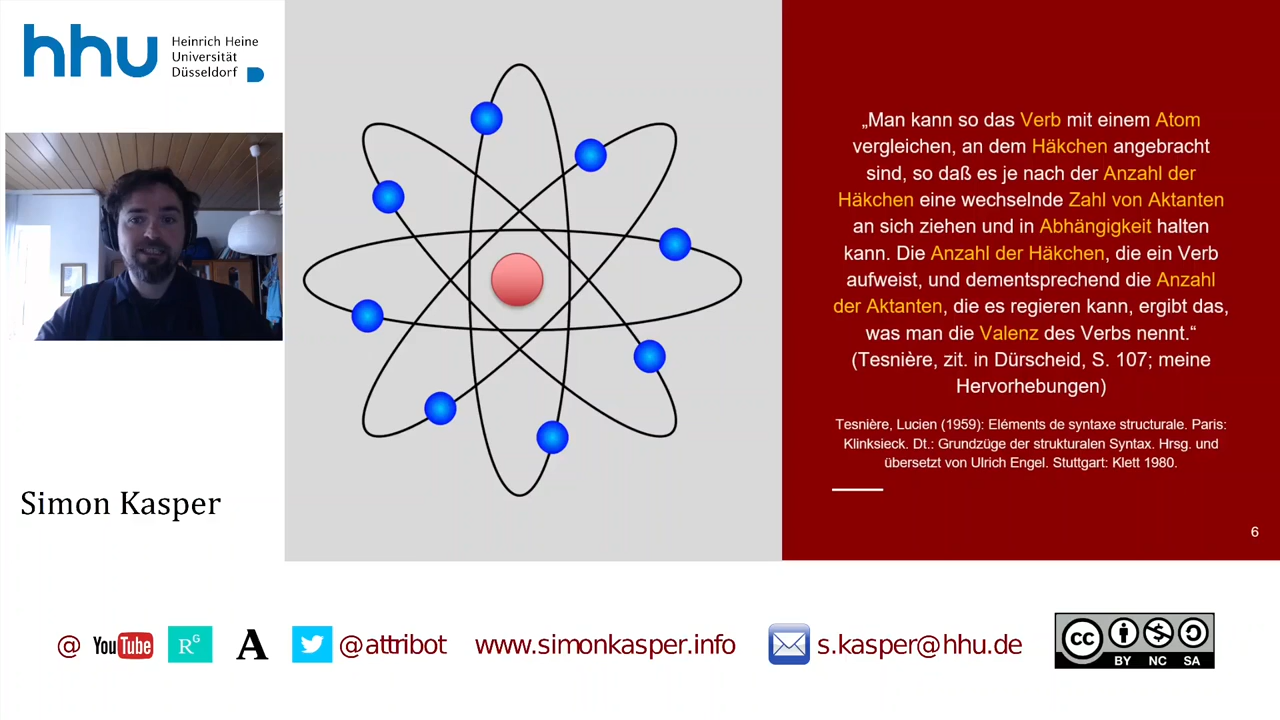 hhu Heinrich Heine
Universität
Düsseldorf
„Man kann so das Verb mit einem Atom
vergleichen, an dem Häkchen angebracht
sind, so daß es je nach der Anzahl der
Häkchen eine wechselnde Zahl von Aktanten
an sich ziehen und in Abhängigkeit halten
kann. Die Anzahl der Häkchen, die ein Verb
aufweist, und dementsprechend die Anzahl
der Aktanten, die es regieren kann, ergibt das,
was man die Valenz des Verbs nennt.“
(Tesnière, zit. in Dürscheid, S. 107; meine
Hervorhebungen)
Tesnière, Lucien (1959): Eléments de syntaxe structurale. Paris:
Klinksieck. Dt.: Grundzüge der strukturalen Syntax. Hrsg. und
übersetzt von Ulrich Engel. Stuttgart: Klett 1980.
6
Simon Kasper
@ YouTube RG A @attribot www.simonkasper.info s.kasper@hhu.de
cc BY NC SA